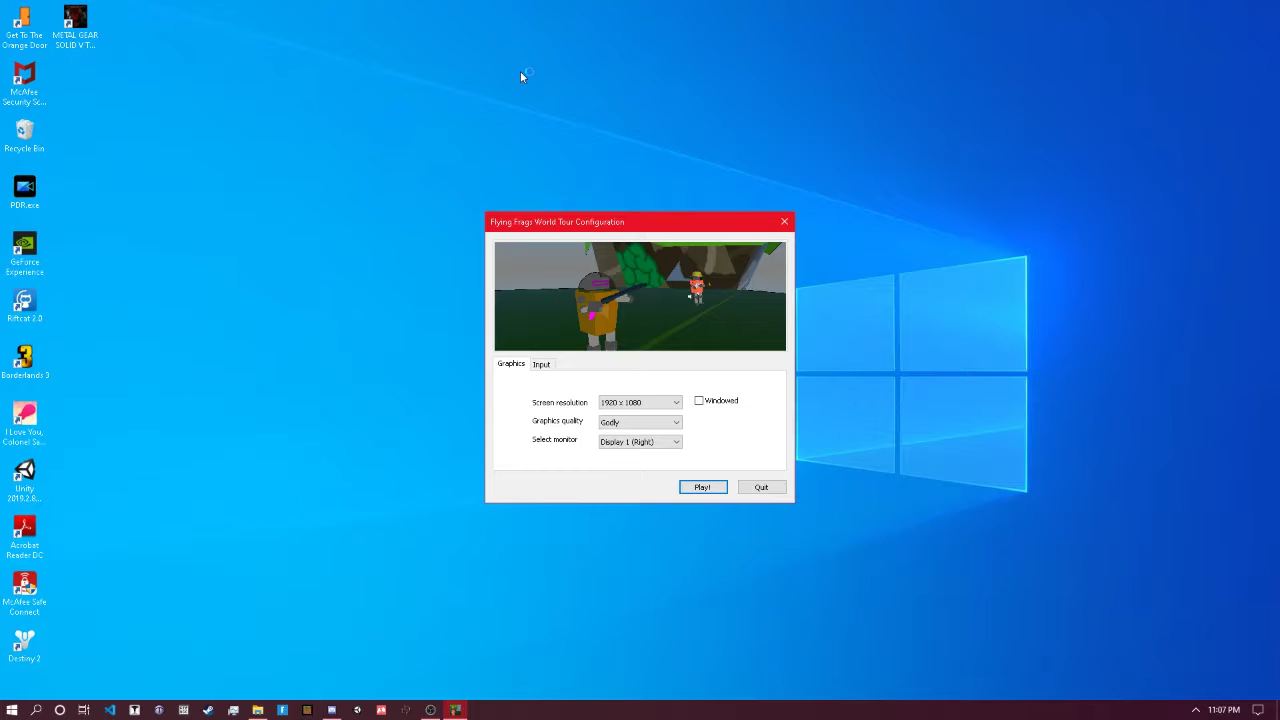 Get To The
Orange Door
METAL GEAR
SOLID V T...
McAfee
Security Sc...
Recycle Bin
PDR.exe
GeForce
Experience
Riftcat 2.0
Borderlands 3
I Love You,
Colonel Sa...
Unity
2019.2.8...
Acrobat
Reader DC
McAfee Safe
Connect
Destiny 2
Flying Frags World Tour Configuration
Graphics
Input
Screen resolution
1920 x 1080
Windowed
Graphics quality
Godly
Select monitor
Display 1 (Right)
Play!
Quit
11:07 PM